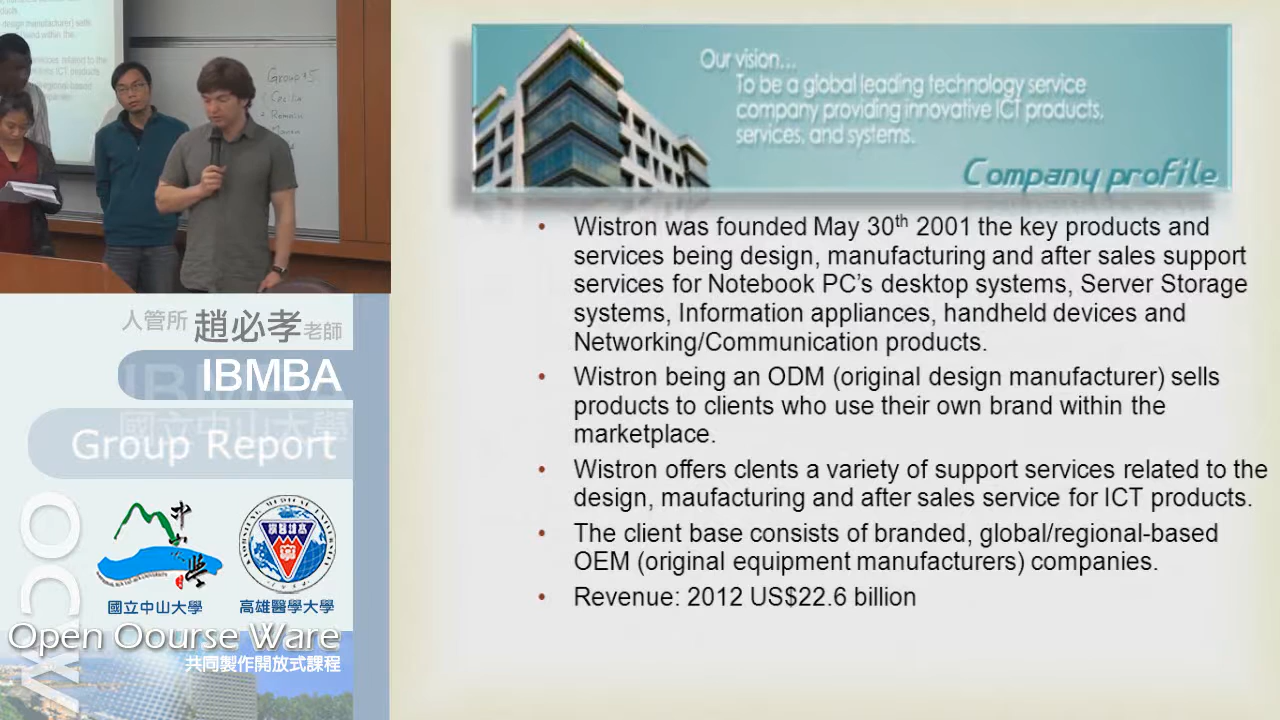 design manufacturer) sells
Group #5
Cecilia
人管所 趙必孝 老師
IBMBA
Group Report
OCW
中山大學
國立中山大學
高雄醫學大學
Open Oourse Ware
共同製作開放式課程
Our vision...
To be a global leading technology service
company providing innovative ICT products,
services, and systems.
Company profile
• Wistron was founded May 30th 2001 the key products and
services being design, manufacturing and after sales support
services for Notebook PC's desktop systems, Server Storage
systems, Information appliances, handheld devices and
Networking/Communication products.
• Wistron being an ODM (original design manufacturer) sells
products to clients who use their own brand within the
marketplace.
• Wistron offers clents a variety of support services related to the
design, maufacturing and after sales service for ICT products.
• The client base consists of branded, global/regional-based
OEM (original equipment manufacturers) companies.
• Revenue: 2012 US$22.6 billion